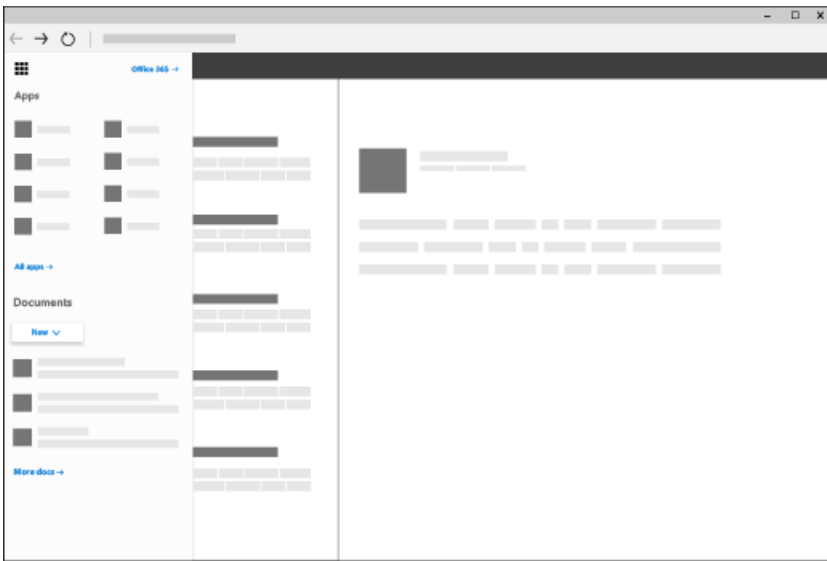 Office 365 →
Apps
All apps →
Documents
New
More docs →